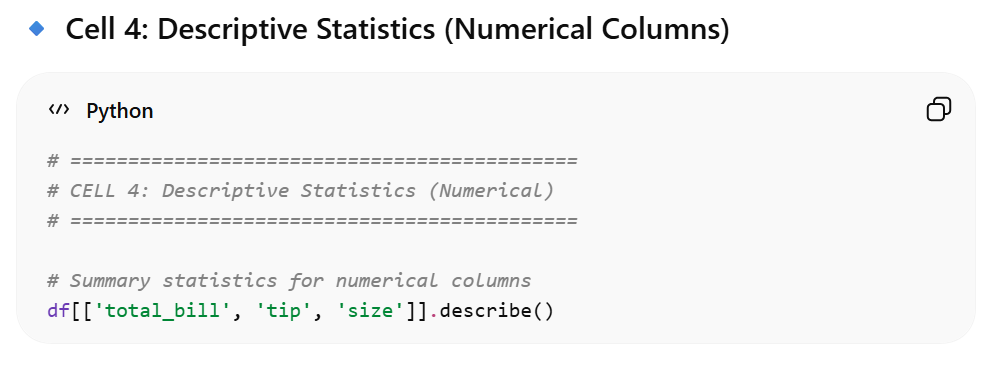 Cell 4: Descriptive Statistics (Numerical Columns)
Python
# ============================================
# CELL 4: Descriptive Statistics (Numerical)
# ============================================
# Summary statistics for numerical columns
df[['total_bill', 'tip', 'size']].describe()